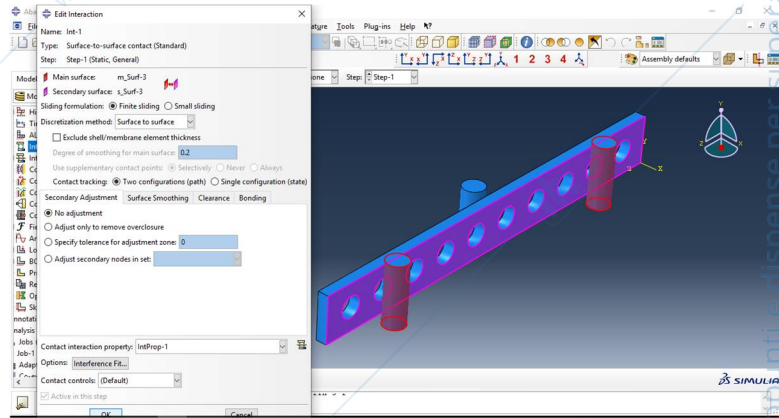 Aba
Edit Interaction
Name: Int-1
Type: Surface-to-surface contact (Standard)
Step: Step-1 (Static, General)
Main surface: m_Surf-3
Secondary surface: s_Surf-3
Sliding formulation: Finite sliding Small sliding
Discretization method: Surface to surface
Exclude shell/membrane element thickness
Degree of smoothing for main surface: 0.2
Use supplementary contact points: Selectively Never Always
Contact tracking: Two configurations (path) Single configuration (state)
Secondary Adjustment Surface Smoothing Clearance Bonding
No adjustment
Adjust only to remove overclosure
Specify tolerance for adjustment zone: 0
Adjust secondary nodes in set:
Contact interaction property: IntProp-1
Options: Interference Fit...
Contact controls: (Default)
Active in this step
OK Cancel
Tools Plug-ins Help
1 2 3 4
Assembly defaults
Model
Step: Step-1
Job-1
Y
Z X
Y
X
SIMULIA